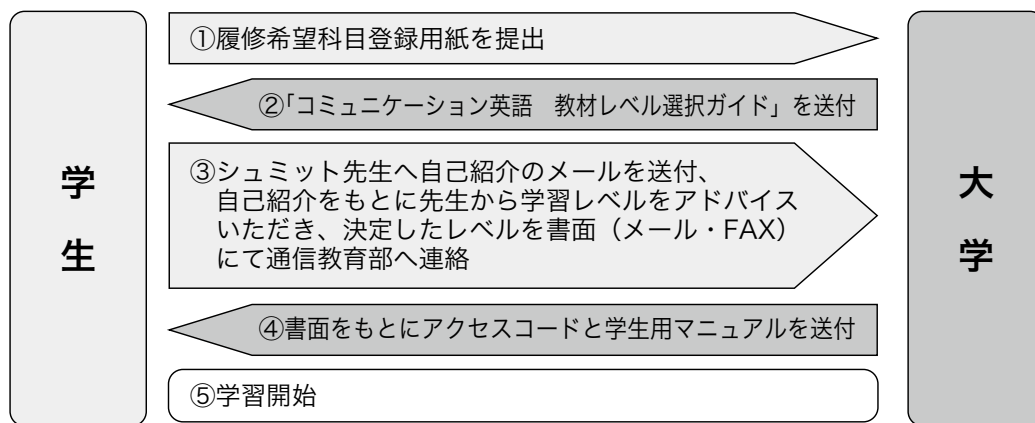 学生
①履修希望科目登録用紙を提出
②「コミュニケーション英語　教材レベル選択ガイド」を送付
③シュミット先生へ自己紹介のメールを送付、
自己紹介をもとに先生から学習レベルをアドバイス
いただき、決定したレベルを書面（メール・FAX）
にて通信教育部へ連絡
④書面をもとにアクセスコードと学生用マニュアルを送付
⑤学習開始
大学